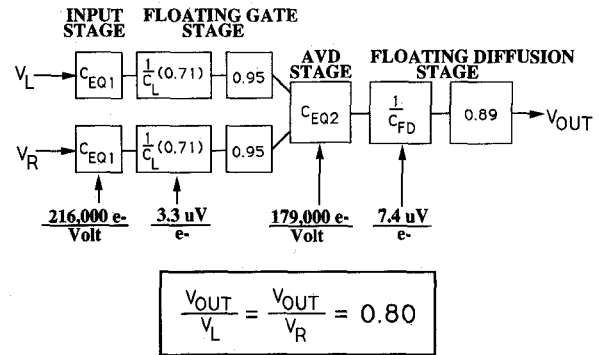 INPUT STAGE
FLOATING GATE STAGE
AVD STAGE
FLOATING DIFFUSION STAGE
V_L C_EQ1 1/C_L (0.71) 0.95
C_EQ2 1/C_FD 0.89 V_OUT
V_R C_EQ1 1/C_L (0.71) 0.95
216,000 e- / Volt
3.3 uV / e-
179,000 e- / Volt
7.4 uV / e-
V_OUT / V_L = V_OUT / V_R = 0.80